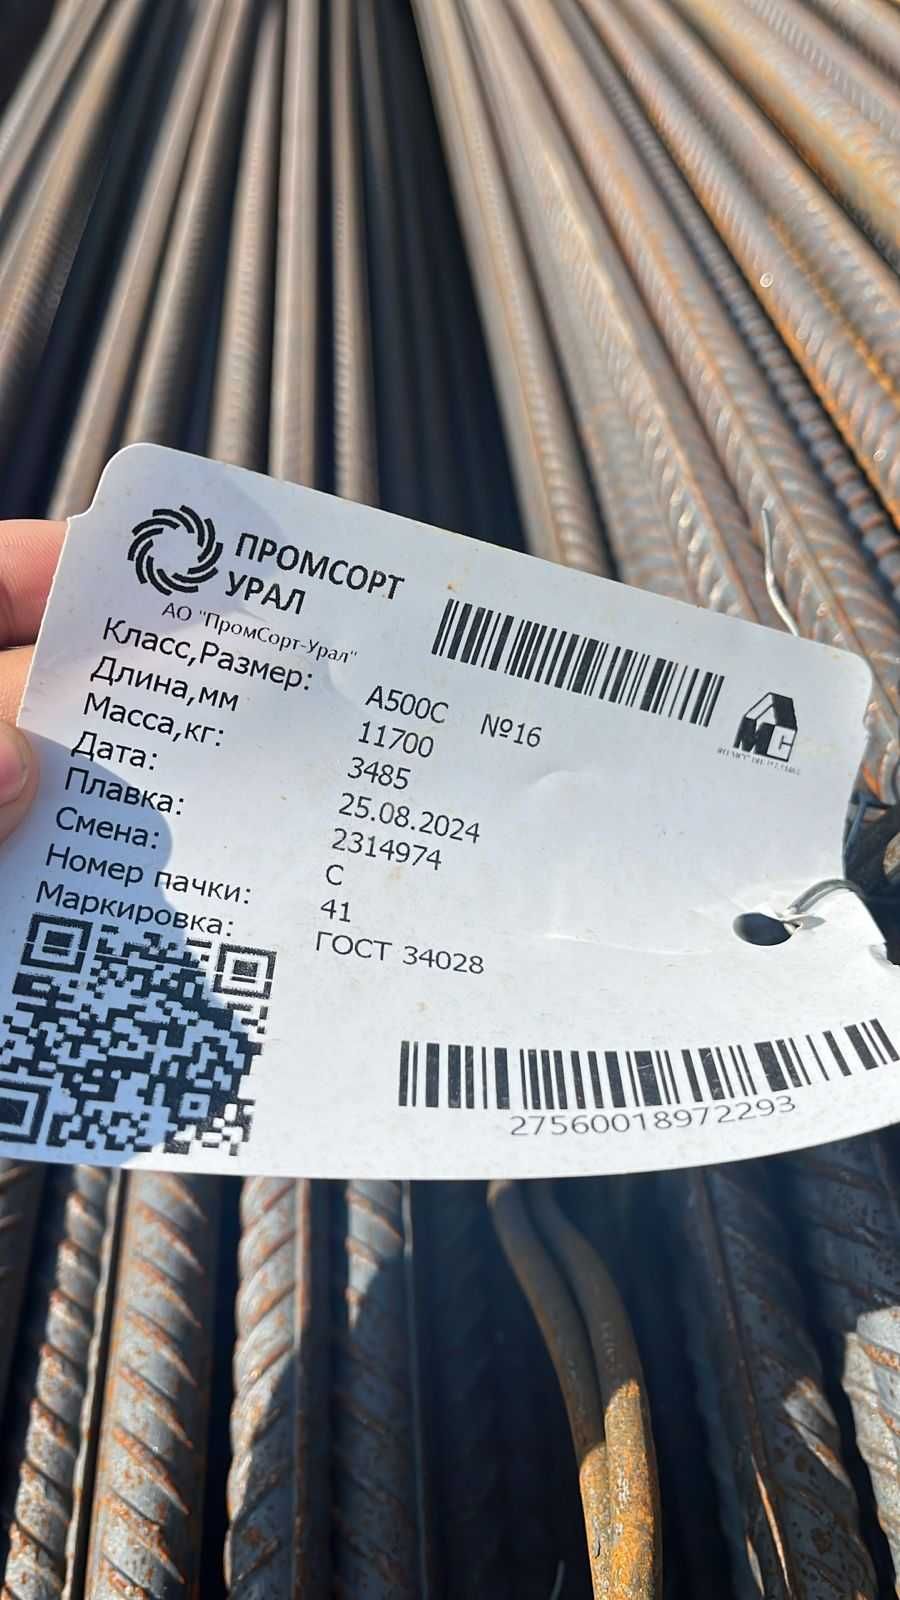 ПРОМСОРТ
УРАЛ
АО "ПромСорт-Урал"
Класс,Размер: А500С №16
Длина,мм 11700
Масса,кг: 3485
Дата: 25.08.2024
Плавка: 2314974
Смена: С
Номер пачки: 41
Маркировка: ГОСТ 34028
МС
27560018972293